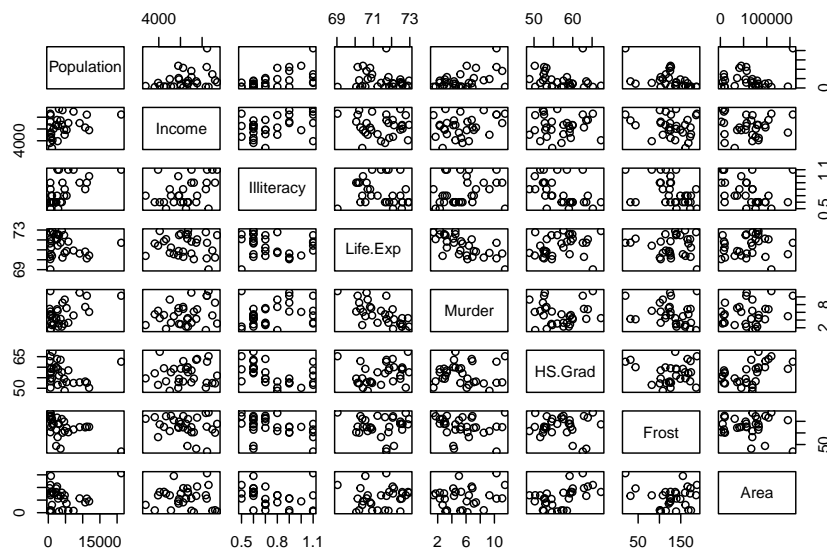 4000
69 71 73
50 60
0 100000
Population
0
4000
Income
Illiteracy
0.5 1.1
69 73
Life.Exp
Murder
2 8
50 65
HS.Grad
Frost
50
0
Area
0 15000
0.5 0.8 1.1
2 6 10
50 150